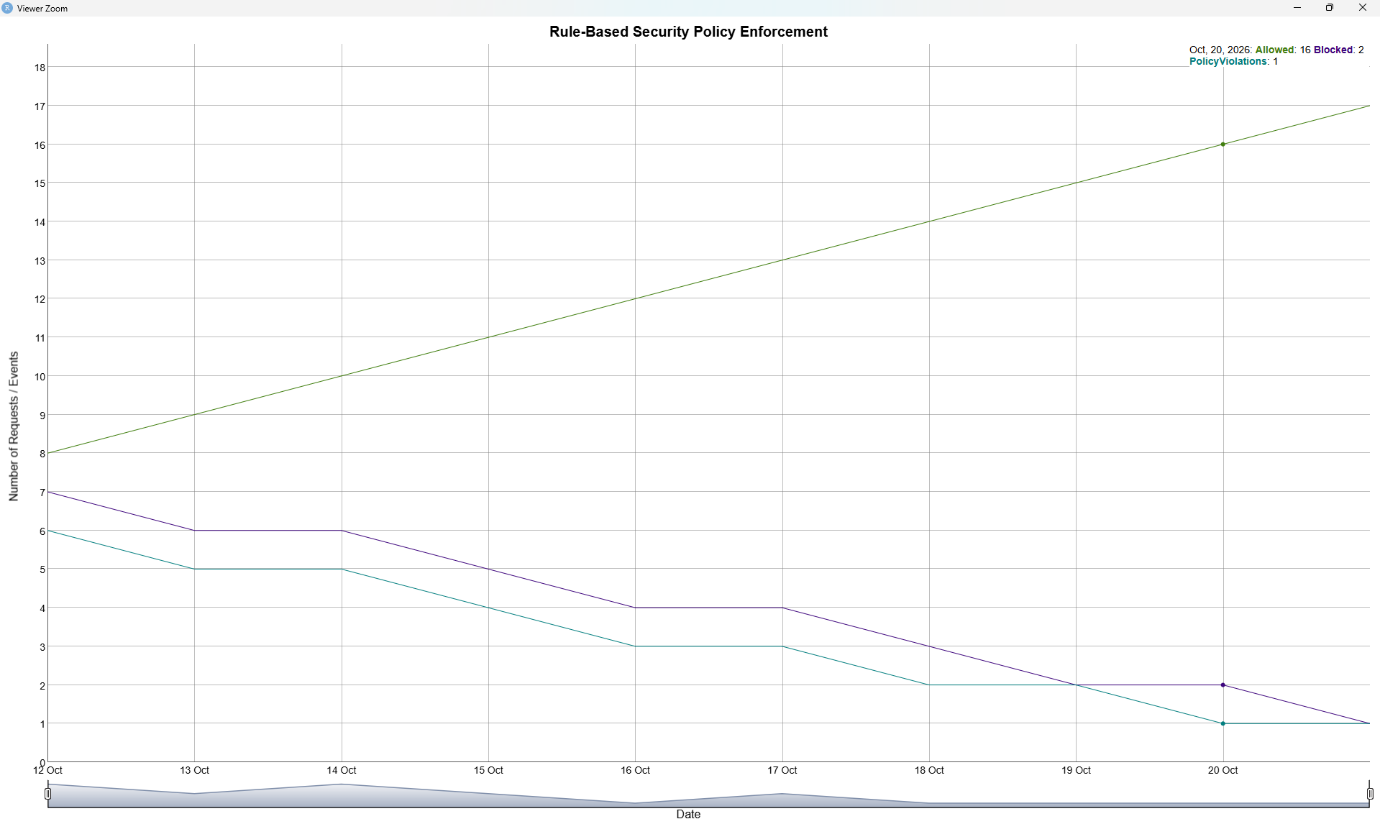 Viewer Zoom
Rule-Based Security Policy Enforcement
Oct, 20, 2026: Allowed: 16 Blocked: 2
PolicyViolations: 1
18
17
16
15
14
13
12
11
10
9
8
7
6
5
4
3
2
1
0
Number of Requests / Events
12 Oct 13 Oct 14 Oct 15 Oct 16 Oct 17 Oct 18 Oct 19 Oct 20 Oct
Date